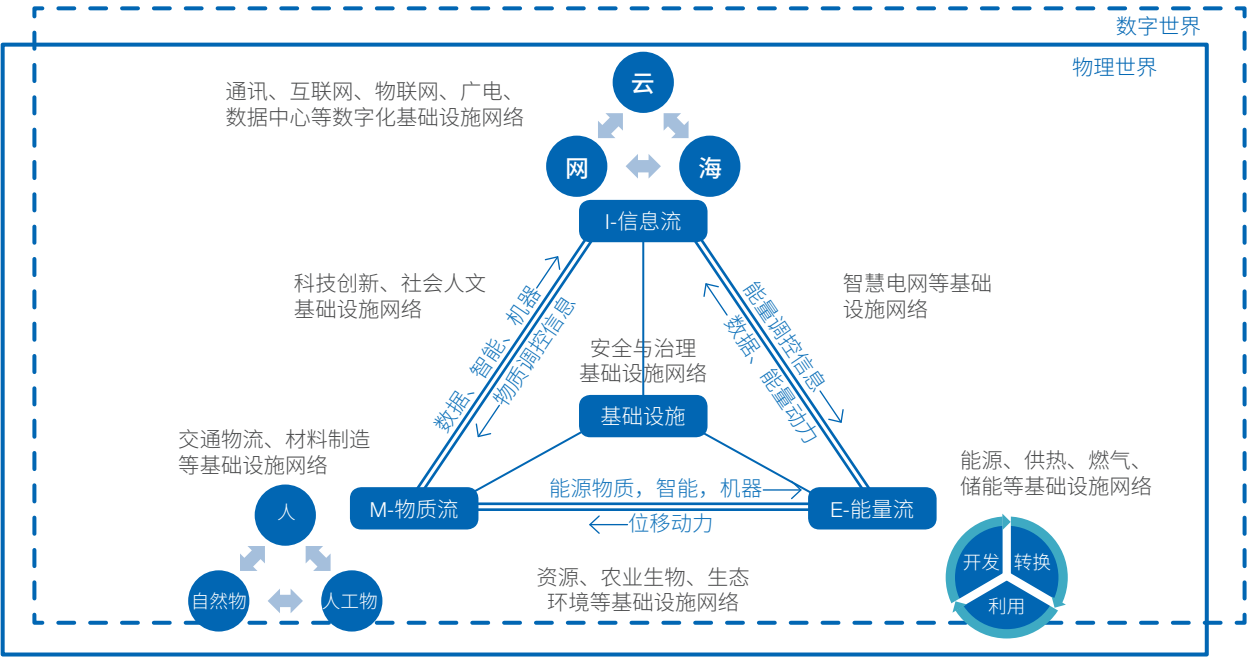 数字世界
物理世界
云
通讯、互联网、物联网、广电、
数据中心等数字化基础设施网络
网
海
I-信息流
科技创新、社会人文
基础设施网络
智慧电网等基础
设施网络
数据、智能、机器
物质调控信息
能量调控信息
数据、能量动力
安全与治理
基础设施网络
基础设施
交通物流、材料制造
等基础设施网络
能源、供热、燃气、
储能等基础设施网络
人
M-物质流
能源物质，智能，机器
位移动力
E-能量流
开发
转换
利用
自然物
人工物
资源、农业生物、生态
环境等基础设施网络